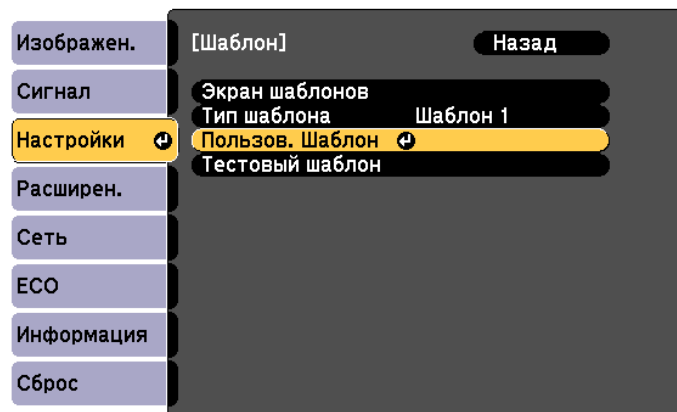 Изображен.
Сигнал
Настройки
Расширен.
Сеть
ECO
Информация
Сброс
[Шаблон] Назад
Экран шаблонов
Тип шаблона Шаблон 1
Пользов. Шаблон
Тестовый шаблон